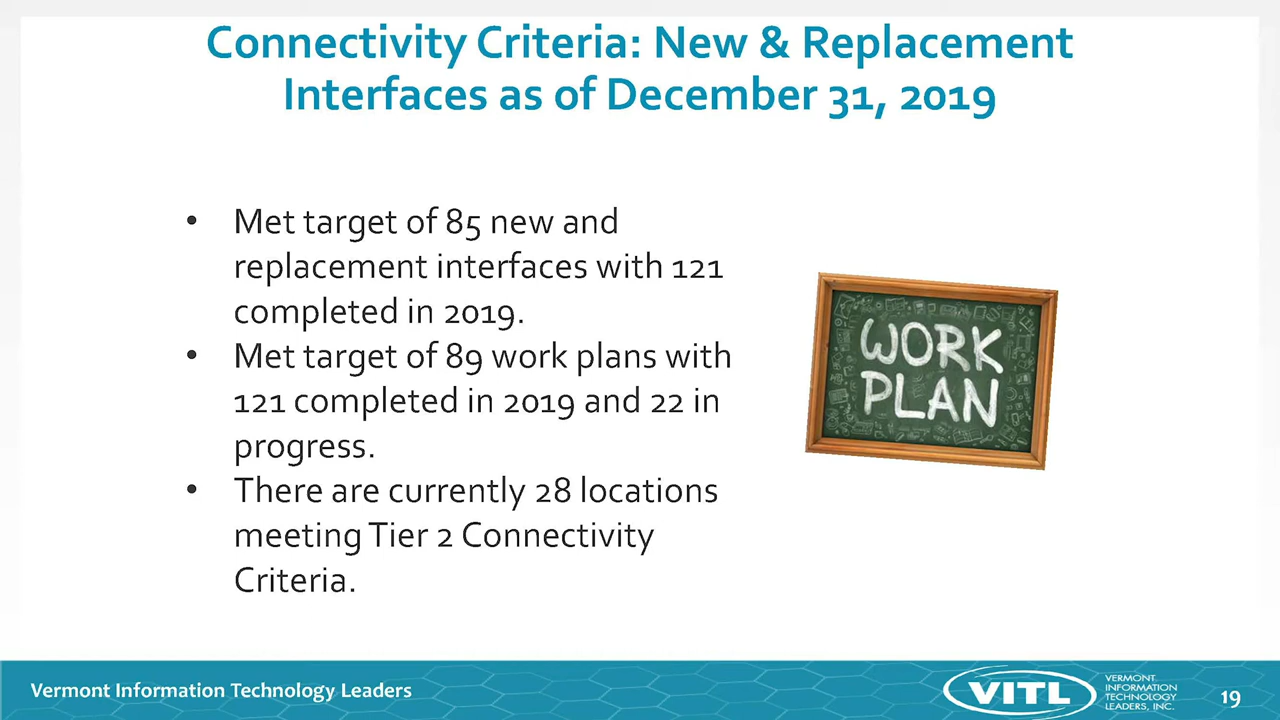 Connectivity Criteria: New & Replacement
Interfaces as of December 31, 2019
• Met target of 85 new and
replacement interfaces with 121
completed in 2019.
• Met target of 89 work plans with
121 completed in 2019 and 22 in
progress.
• There are currently 28 locations
meeting Tier 2 Connectivity
Criteria.
WORK
PLAN
Vermont Information Technology Leaders
VITL
VERMONT
INFORMATION
TECHNOLOGY
LEADERS, INC.
19